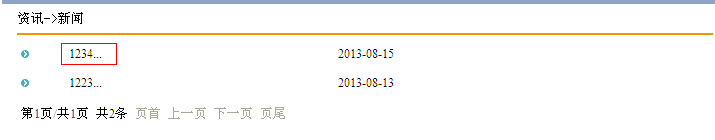 资讯->新闻
1234... 2013-08-15
1223... 2013-08-13
第1页/共1页 共2条 页首 上一页 下一页 页尾